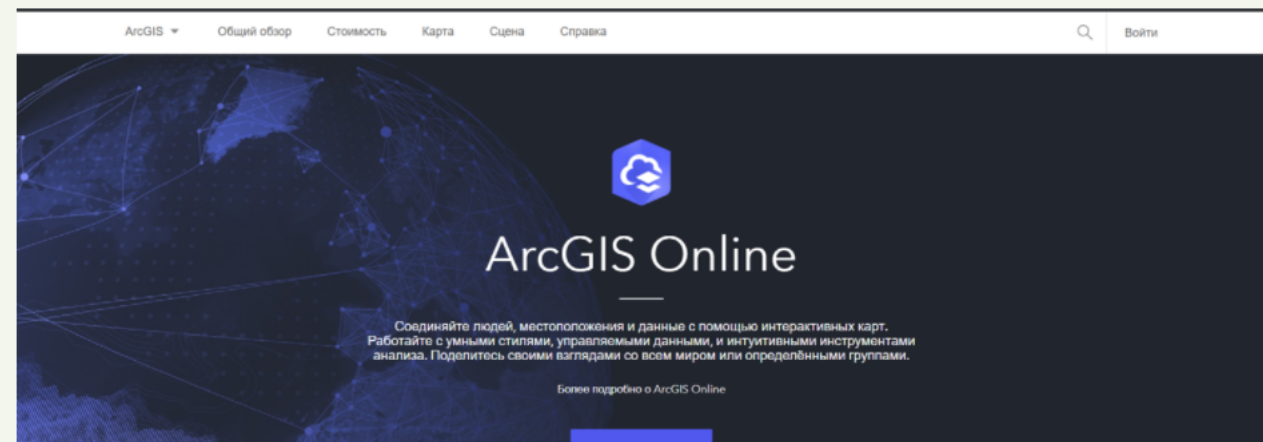 ArcGIS Общий обзор Стоимость Карта Сцена Справка Войти
ArcGIS Online
Соединяйте людей, местоположения и данные с помощью интерактивных карт.
Работайте с умными стилями, управляемыми данными, и интуитивными инструментами
анализа. Поделитесь своими взглядами со всем миром или определёнными группами.
Более подробно о ArcGIS Online